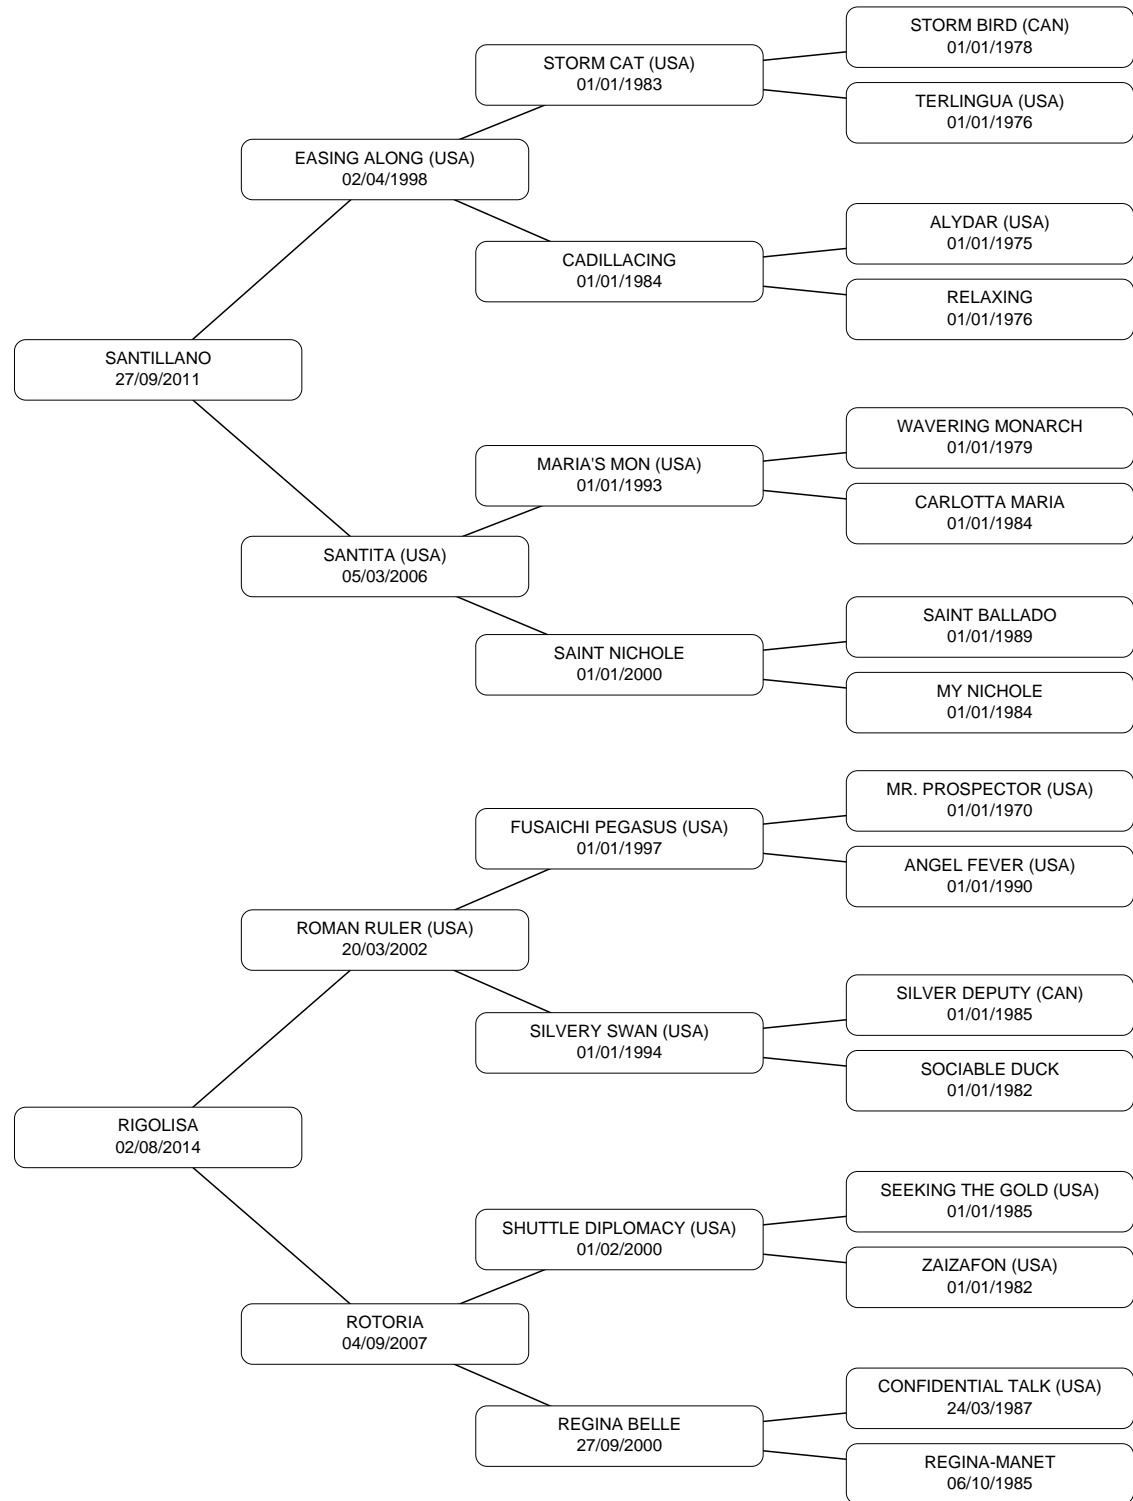 STORM BIRD (CAN)
01/01/1978
STORM CAT (USA)
01/01/1983
TERLINGUA (USA)
01/01/1976
EASING ALONG (USA)
02/04/1998
ALYDAR (USA)
01/01/1975
CADILLACING
01/01/1984
RELAXING
01/01/1976
SANTILLANO
27/09/2011
WAVERING MONARCH
01/01/1979
MARIA'S MON (USA)
01/01/1993
CARLOTTA MARIA
01/01/1984
SANTITA (USA)
05/03/2006
SAINT BALLADO
01/01/1989
SAINT NICHOLE
01/01/2000
MY NICHOLE
01/01/1984
MR. PROSPECTOR (USA)
01/01/1970
FUSAICHI PEGASUS (USA)
01/01/1997
ANGEL FEVER (USA)
01/01/1990
ROMAN RULER (USA)
20/03/2002
SILVER DEPUTY (CAN)
01/01/1985
SILVERY SWAN (USA)
01/01/1994
SOCIABLE DUCK
01/01/1982
RIGOLISA
02/08/2014
SEEKING THE GOLD (USA)
01/01/1985
SHUTTLE DIPLOMACY (USA)
01/02/2000
ZAIZAFON (USA)
01/01/1982
ROTORIA
04/09/2007
CONFIDENTIAL TALK (USA)
24/03/1987
REGINA BELLE
27/09/2000
REGINA-MANET
06/10/1985